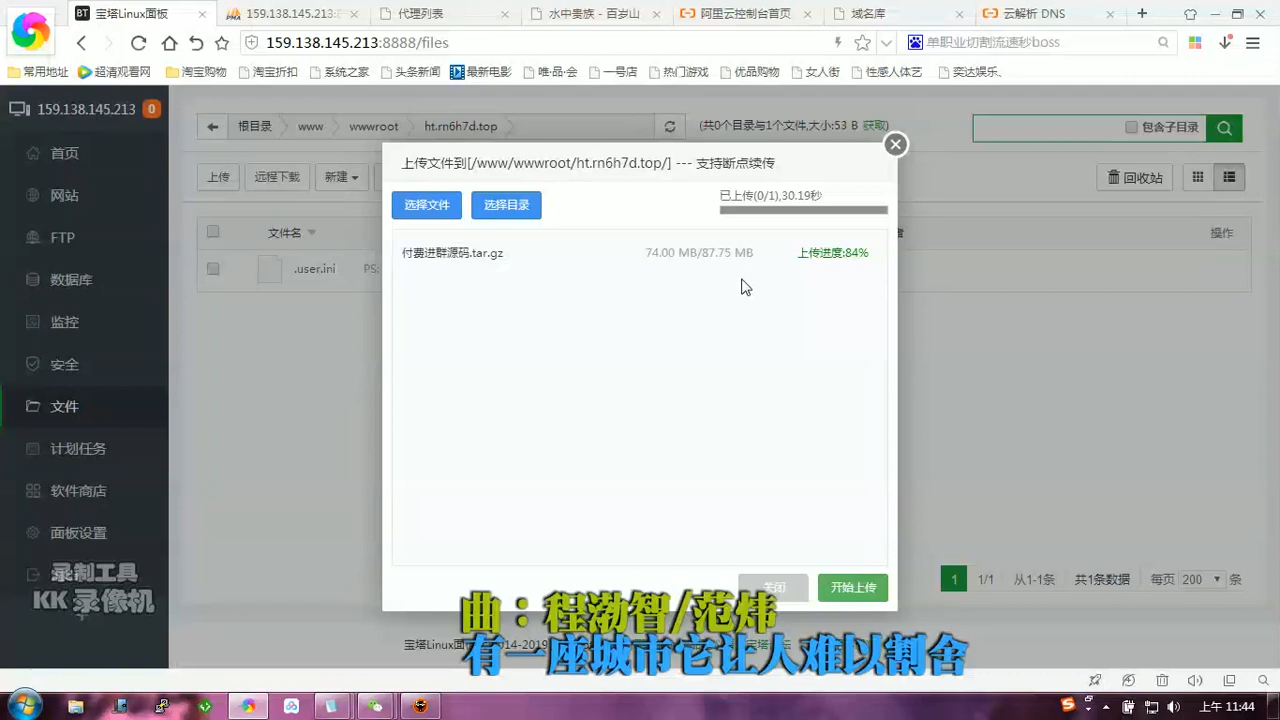 宝塔Linux面板
159.138.145.213:
代理列表
水中贵族 - 百岁山
阿里云控制台首页
域名库
云解析 DNS
159.138.145.213:8888/files
单职业切割流速秒boss
常用地址
超清观看网
淘宝购物
淘宝折扣
系统之家
头条新闻
最新电影
唯·品·会
一号店
热门游戏
优品购物
女人街
性感人体艺
奕达娱乐、
159.138.145.213
0
根目录
www
wwwroot
ht.rn6h7d.top
(共0个目录与1个文件,大小:53 B 获取)
包含子目录
首页
网站
FTP
数据库
监控
安全
文件
计划任务
软件商店
面板设置
上传文件到[/www/wwwroot/ht.rn6h7d.top/] --- 支持断点续传
上传
远程下载
新建
回收站
选择文件
选择目录
已上传(0/1),30.19秒
文件名
操作
付费进群源码.tar.gz
74.00 MB/87.75 MB
上传进度:84%
.user.ini
PS:
录制工具
KK 录像机
关闭
开始上传
1
1/1
从1-1条
共1条数据
每页
200
条
曲：程渤智/范炜
宝塔Linux面
有一座城市它让人难以割舍
上午 11:44